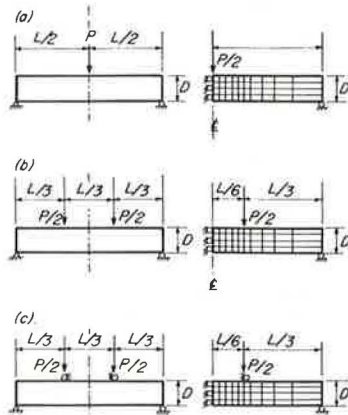 (a)
L/2 P L/2
P/2
D D
℄
(b)
L/3 L/3 L/3 L/6 L/3
P/2 P/2 P/2
D D
℄
(c).
L/3 L/3 L/3 L/6 L/3
P/2 P/2 P/2
D D